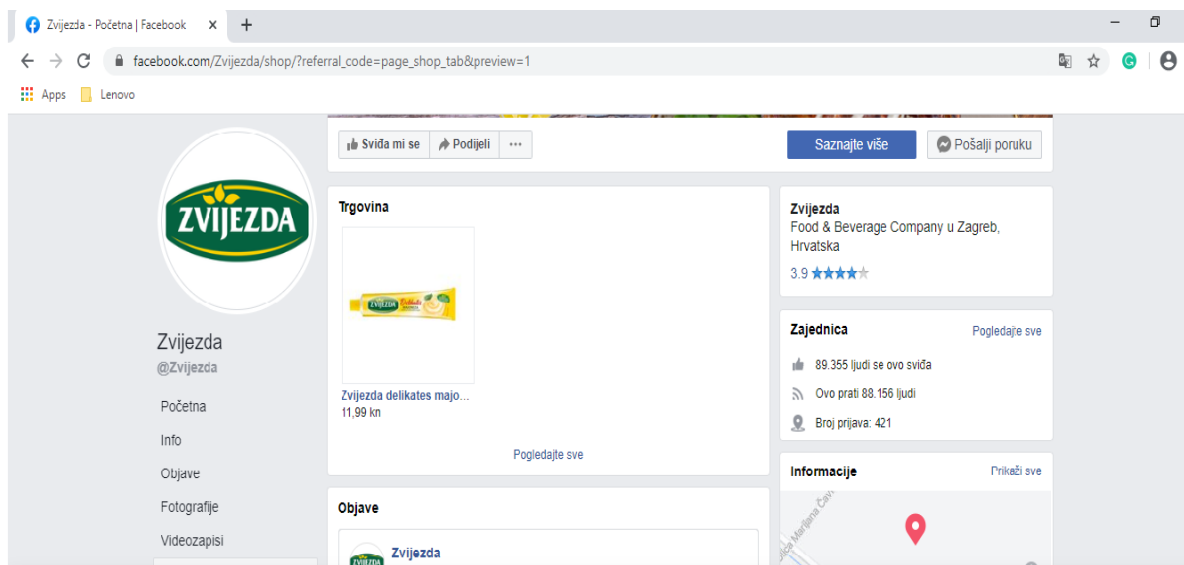 Zvijezda - Početna | Facebook
facebook.com/Zvijezda/shop/?referral_code=page_shop_tab&preview=1
Apps
Lenovo
Sviđa mi se
Podijeli
Saznajte više
Pošalji poruku
ZVIJEZDA
Zvijezda
@Zvijezda
Početna
Info
Objave
Fotografije
Videozapisi
Trgovina
ZVIJEZDA
Zvijezda delikates majo...
11,99 kn
Pogledajte sve
Objave
ZVIJEZDA
Zvijezda
Zvijezda
Food & Beverage Company u Zagreb,
Hrvatska
3.9
Zajednica
Pogledajte sve
89.355 ljudi se ovo sviđa
Ovo prati 88.156 ljudi
Broj prijava: 421
Informacije
Prikaži sve